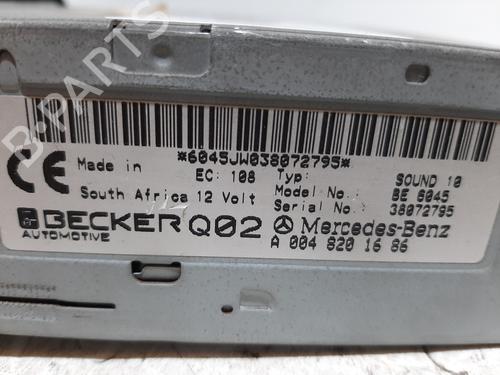 *6045JW038072795*
CE Made in EC: 108 Typ: SOUND 10
South Africa 12 Volt Model No.: BE 6045
Serial No.: 38072795
BECKER Q02 Mercedes-Benz
AUTOMOTIVE A 004 820 16 86
B-PARTS